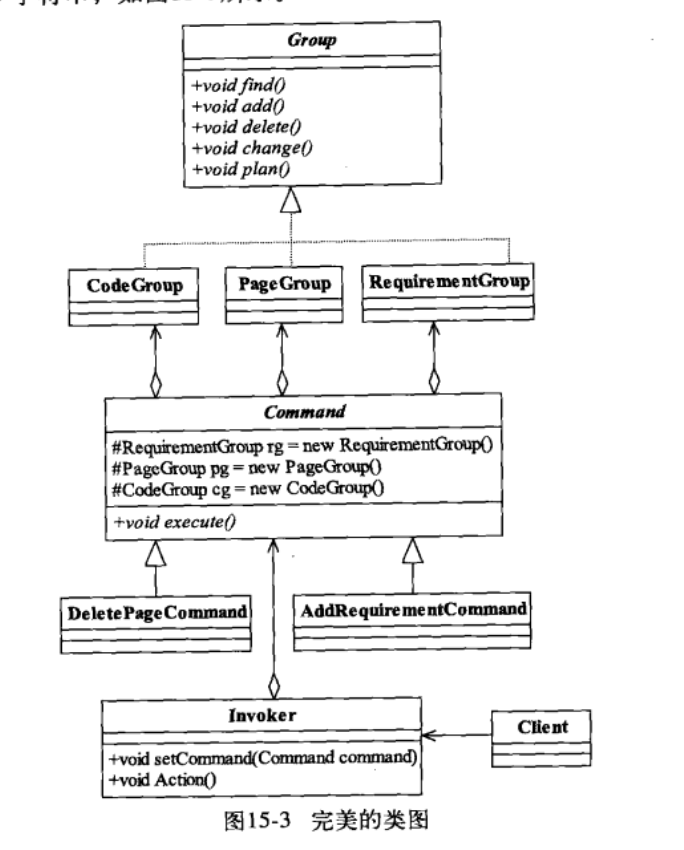 Group
+void find()
+void add()
+void delete()
+void change()
+void plan()
CodeGroup
PageGroup
RequirementGroup
Command
#RequirementGroup rg = new RequirementGroup()
#PageGroup pg = new PageGroup()
#CodeGroup cg = new CodeGroup()
+void execute()
DeletePageCommand
AddRequirementCommand
Invoker
+void setCommand(Command command)
+void Action()
Client
图15-3 完美的类图